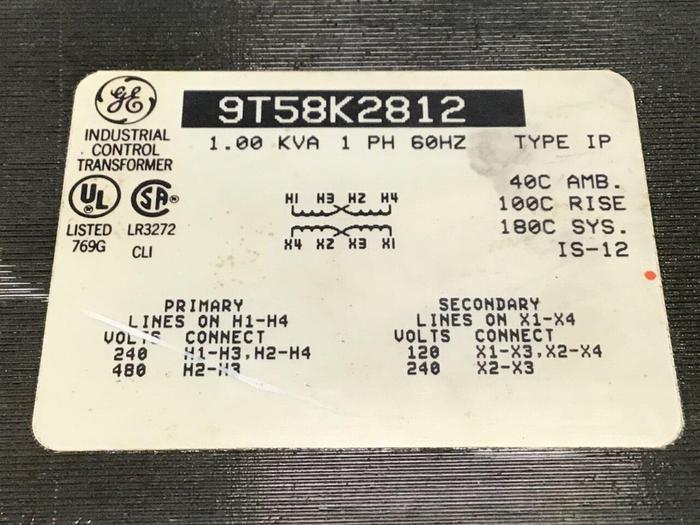 GE
9T58K2812
INDUSTRIAL
CONTROL
TRANSFORMER
1.00 KVA 1 PH 60HZ TYPE IP
UL
SA®
LISTED
769G
LR3272
CLI
40C AMB.
100C RISE
180C SYS.
IS-12
H1 H3 H2 H4
X4 X2 X3 X1
PRIMARY
LINES ON H1-H4
VOLTS CONNECT
240 H1-H3,H2-H4
480 H2-H3
SECONDARY
LINES ON X1-X4
VOLTS CONNECT
120 X1-X3,X2-X4
240 X2-X3